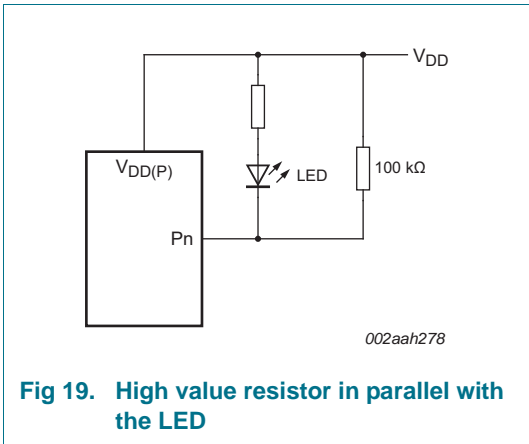 VDD
VDD(P)
LED
100 kΩ
Pn
002aah278
Fig 19. High value resistor in parallel with
the LED